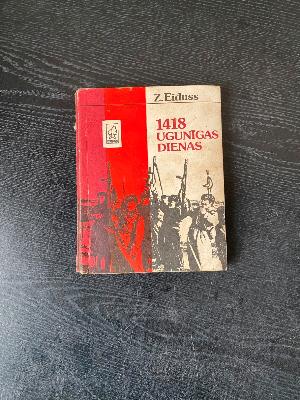 Z. Eiduss
1418
UGUNĪGAS
DIENAS